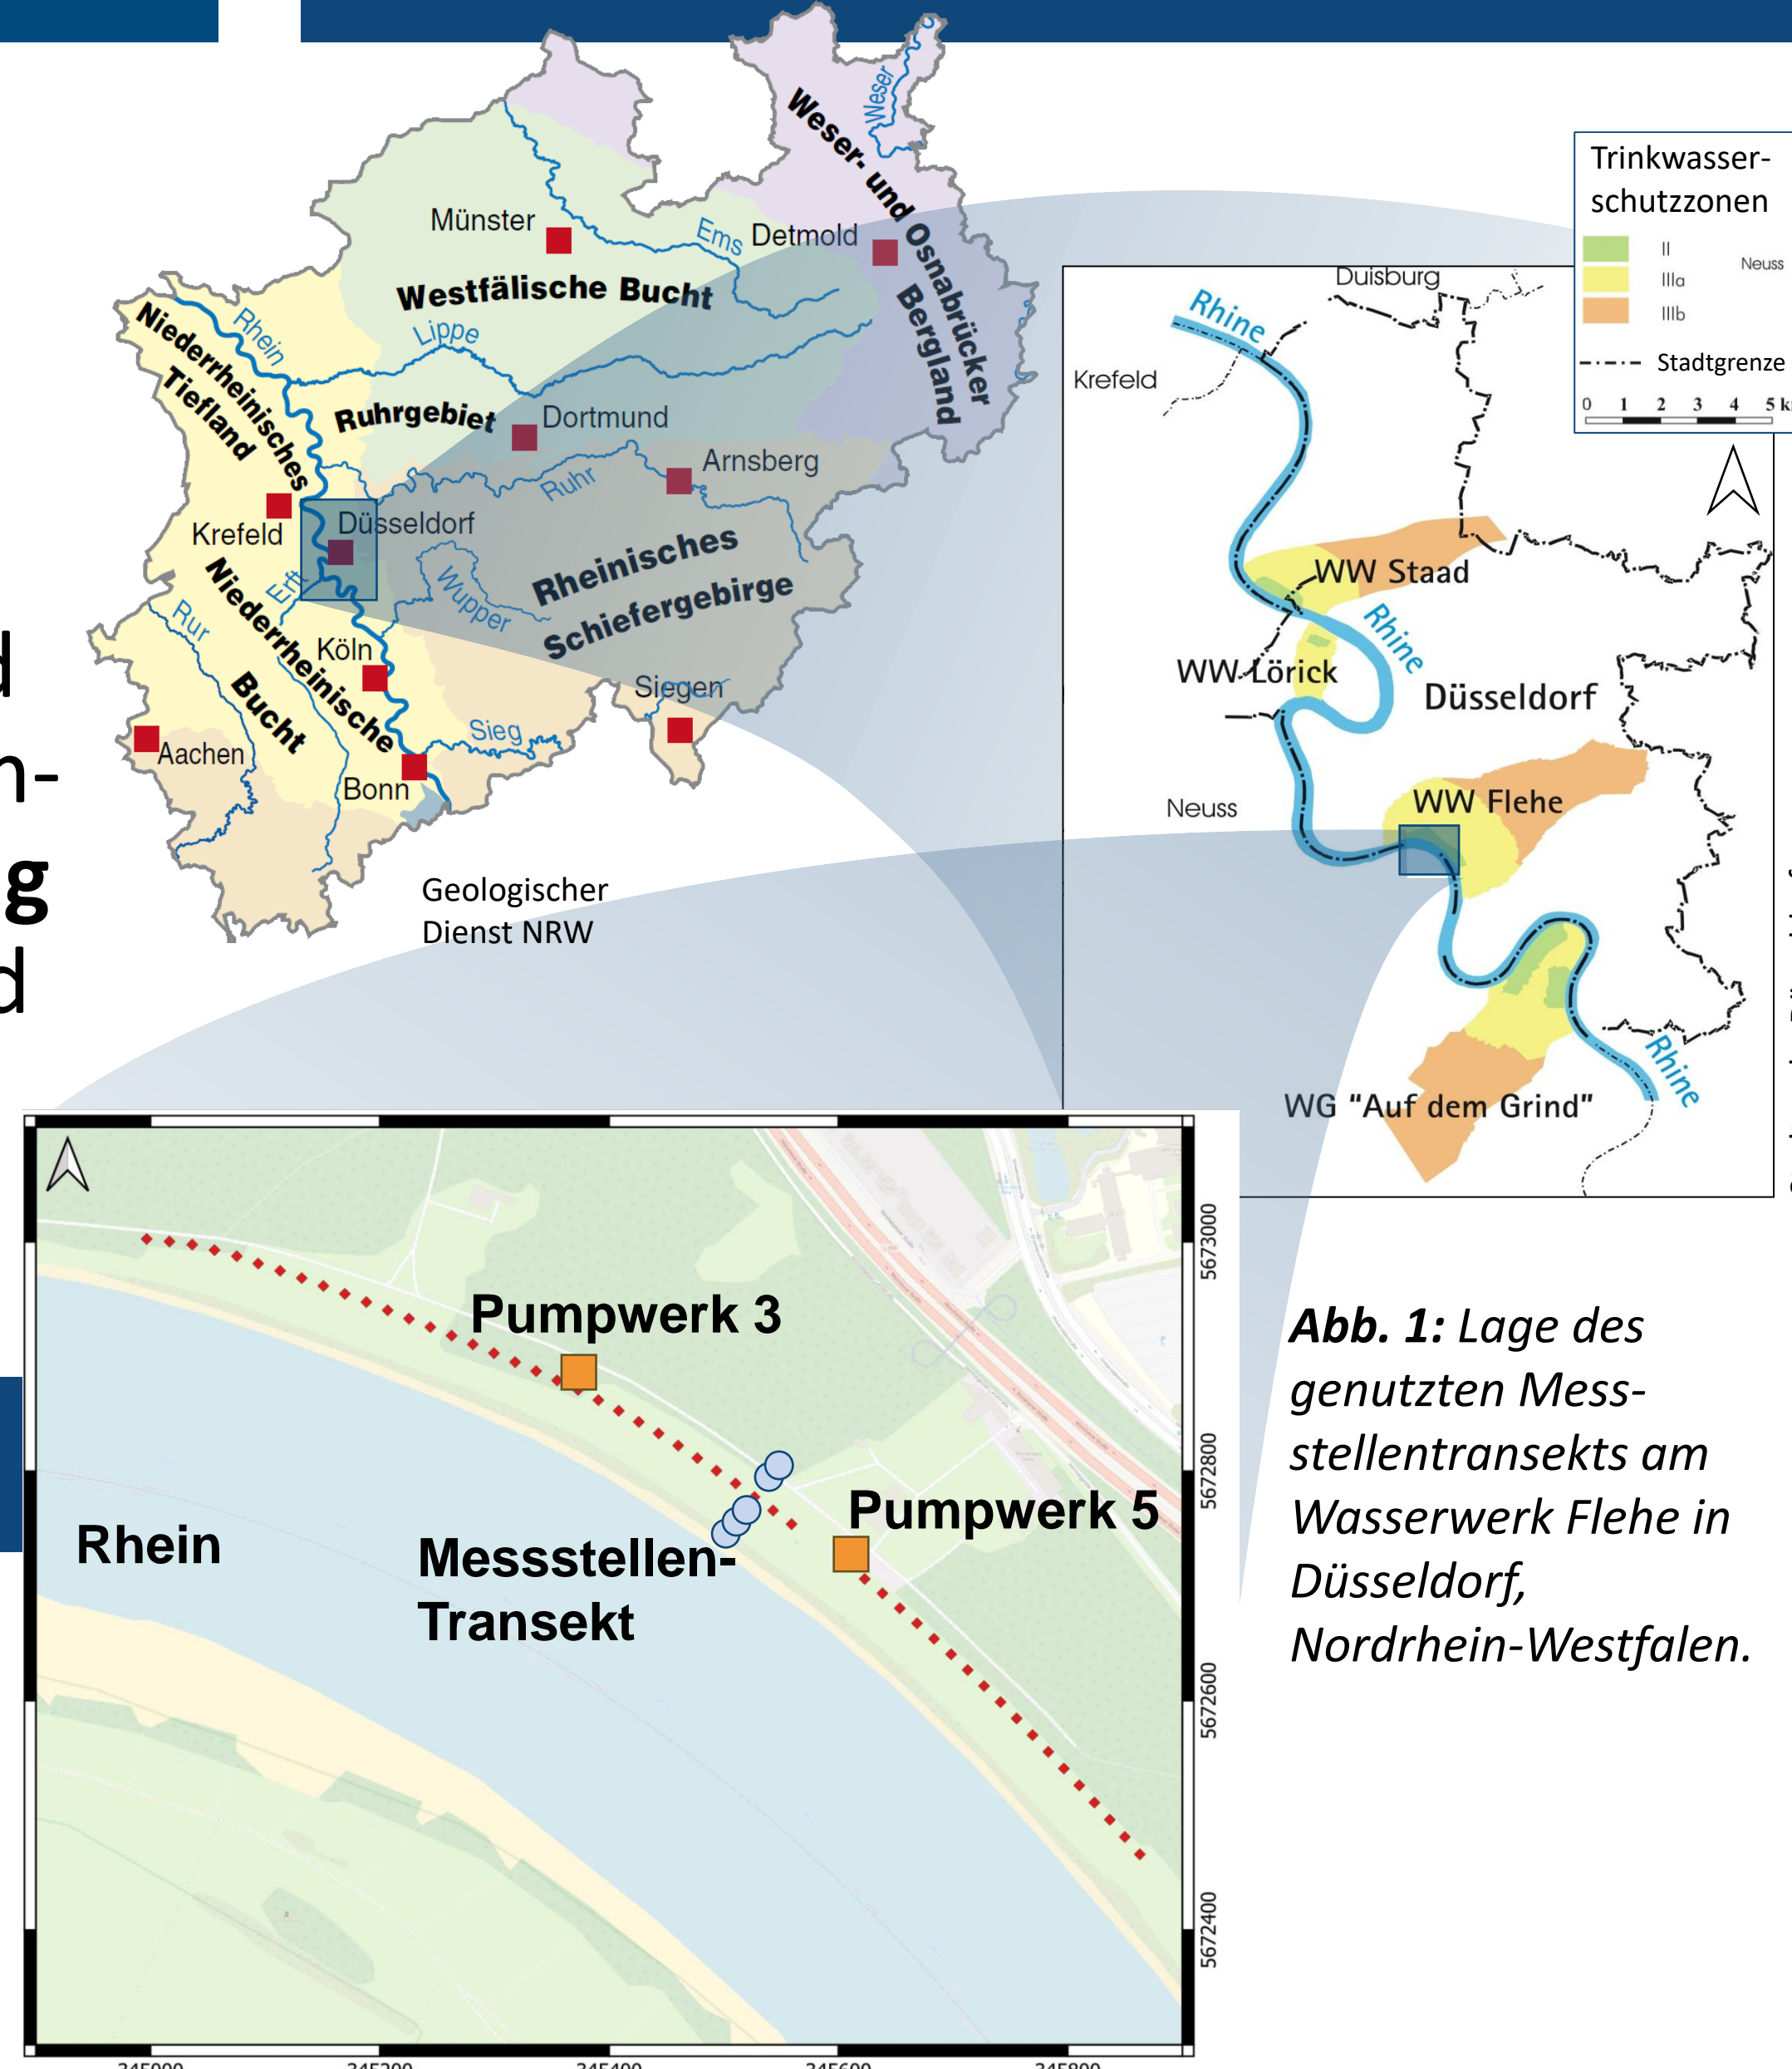 d
n-
g
d
Münster
Ems
Detmold
Weser
Weser- und Osnabrücker
Bergland
Westfälische Bucht
Niederrheinisches
Tiefland
Rhein
Lippe
Ruhrgebiet
Dortmund
Arnsberg
Ruhr
Krefeld
Düsseldorf
Erft
Wupper
Rheinisches
Schiefergebirge
Niederrheinische
Bucht
Rur
Köln
Siegen
Sieg
Aachen
Bonn
Geologischer
Dienst NRW
Trinkwasser-
schutzzonen
II
IIIa
IIIb
Neuss
Stadtgrenze
0 1 2 3 4 5
Duisburg
Rhine
Krefeld
WW Staad
Rhine
WW Lörick
Düsseldorf
Neuss
WW Flehe
Rhine
WG "Auf dem Grind"
Pumpwerk 3
Pumpwerk 5
Rhein
Messstellen-
Transekt
5673000
5672800
5672600
5672400
Abb. 1: Lage des
genutzten Mess-
stellentransekts am
Wasserwerk Flehe in
Düsseldorf,
Nordrhein-Westfalen.